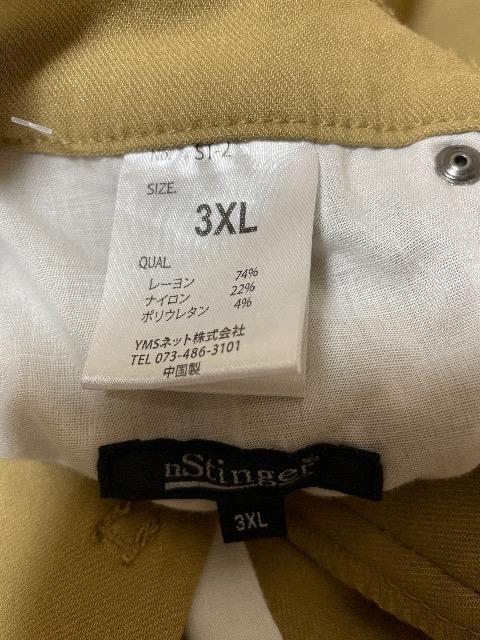 ST-2
SIZE.
3XL
QUAL.
レーヨン 74%
ナイロン 22%
ポリウレタン 4%
YMSネット株式会社
TEL 073-486-3101
中国製
nStinger
3XL